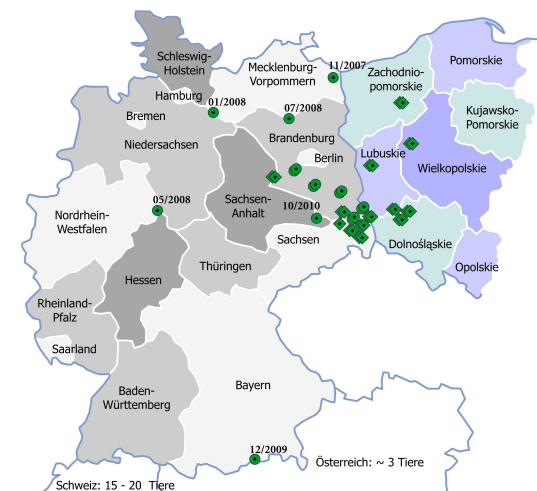 Schleswig-
Holstein
Mecklenburg-
Vorpommern
11/2007
Zachodnio-
pomorskie
Pomorskie
Hamburg
01/2008
Bremen
07/2008
Kujawsko-
Pomorskie
Niedersachsen
Brandenburg
Berlin
Lubuskie
Wielkopolskie
Sachsen-
Anhalt
05/2008
10/2010
Nordrhein-
Westfalen
Sachsen
Dolnośląskie
Opolskie
Thüringen
Hessen
Rheinland-
Pfalz
Saarland
Baden-
Württemberg
Bayern
12/2009
Österreich: ~ 3 Tiere
Schweiz: 15 - 20 Tiere